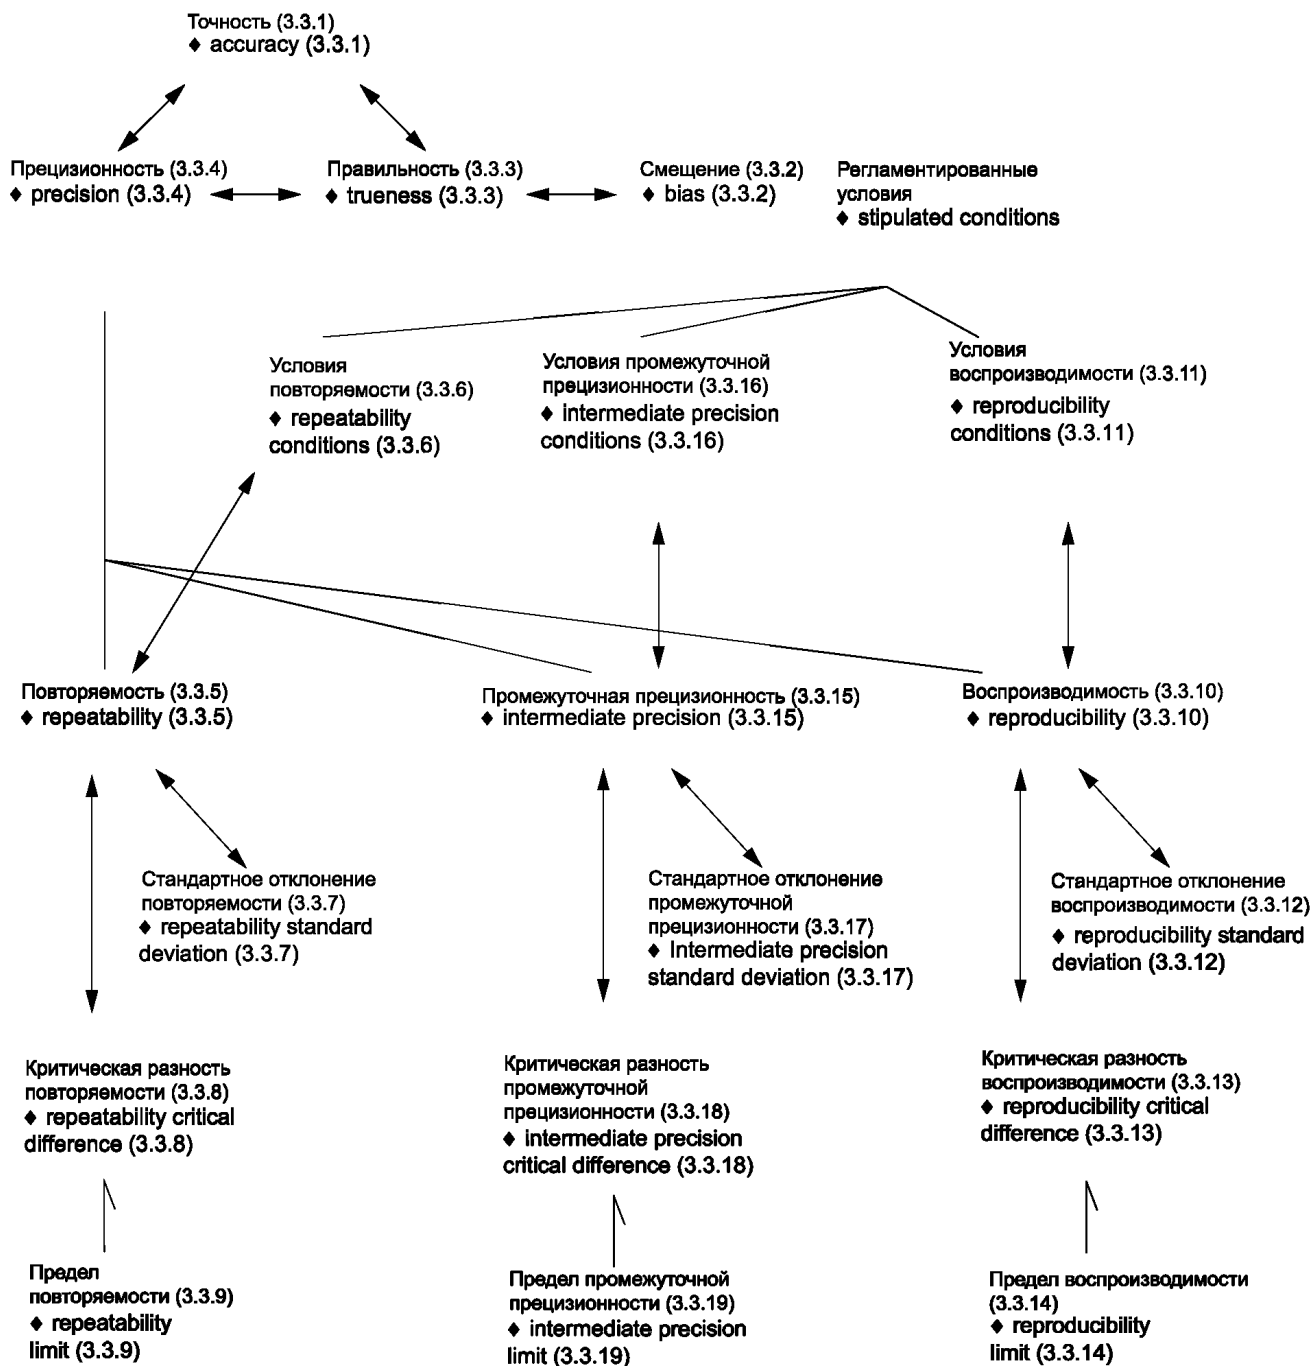 Точность (3.3.1)
♦ accuracy (3.3.1)
Прецизионность (3.3.4)
♦ precision (3.3.4)
Правильность (3.3.3)
♦ trueness (3.3.3)
Смещение (3.3.2)
♦ bias (3.3.2)
Регламентированные
условия
♦ stipulated conditions
Условия
повторяемости (3.3.6)
♦ repeatability
conditions (3.3.6)
Условия промежуточной
прецизионности (3.3.16)
♦ intermediate precision
conditions (3.3.16)
Условия
воспроизводимости (3.3.11)
♦ reproducibility
conditions (3.3.11)
Повторяемость (3.3.5)
♦ repeatability (3.3.5)
Промежуточная прецизионность (3.3.15)
♦ intermediate precision (3.3.15)
Воспроизводимость (3.3.10)
♦ reproducibility (3.3.10)
Стандартное отклонение
повторяемости (3.3.7)
♦ repeatability standard
deviation (3.3.7)
Стандартное отклонение
промежуточной
прецизионности (3.3.17)
♦ Intermediate precision
standard deviation (3.3.17)
Стандартное отклонение
воспроизводимости (3.3.12)
♦ reproducibility standard
deviation (3.3.12)
Критическая разность
повторяемости (3.3.8)
♦ repeatability critical
difference (3.3.8)
Критическая разность
промежуточной
прецизионности (3.3.18)
♦ intermediate precision
critical difference (3.3.18)
Критическая разность
воспроизводимости (3.3.13)
♦ reproducibility critical
difference (3.3.13)
Предел
повторяемости (3.3.9)
♦ repeatability
limit (3.3.9)
Предел промежуточной
прецизионности (3.3.19)
♦ intermediate precision
limit (3.3.19)
Предел воспроизводимости
(3.3.14)
♦ reproducibility
limit (3.3.14)